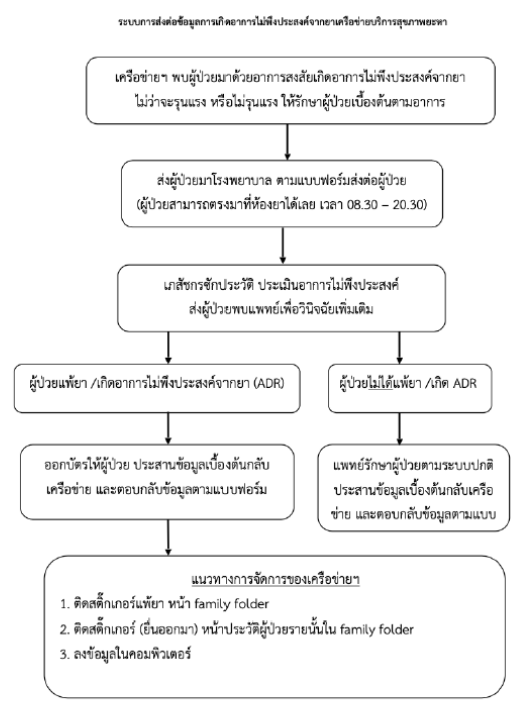 ระบบการส่งต่อข้อมูลการเกิดอาการไม่พึงประสงค์จากยาเครือข่ายบริการสุขภาพยะหา
เครือข่ายฯ พบผู้ป่วยมาด้วยอาการสงสัยเกิดอาการไม่พึงประสงค์จากยา
ไม่ว่าจะรุนแรง หรือไม่รุนแรง ให้รักษาผู้ป่วยเบื้องต้นตามอาการ
ส่งผู้ป่วยมาโรงพยาบาล ตามแบบฟอร์มส่งต่อผู้ป่วย
(ผู้ป่วยสามารถตรงมาที่ห้องยาได้เลย เวลา 08.30 – 20.30)
เภสัชกรซักประวัติ ประเมินอาการไม่พึงประสงค์
ส่งผู้ป่วยพบแพทย์เพื่อวินิจฉัยเพิ่มเติม
ผู้ป่วยแพ้ยา /เกิดอาการไม่พึงประสงค์จากยา (ADR)
ผู้ป่วยไม่ได้แพ้ยา /เกิด ADR
ออกบัตรให้ผู้ป่วย ประสานข้อมูลเบื้องต้นกลับ
เครือข่าย และตอบกลับข้อมูลตามแบบฟอร์ม
แพทย์รักษาผู้ป่วยตามระบบปกติ
ประสานข้อมูลเบื้องต้นกลับเครือ
ข่าย และตอบกลับข้อมูลตามแบบ
แนวทางการจัดการของเครือข่ายฯ
1. ติดสติ๊กเกอร์แพ้ยา หน้า family folder
2. ติดสติ๊กเกอร์ (ยื่นออกมา) หน้าประวัติผู้ป่วยรายนั้นใน family folder
3. ลงข้อมูลในคอมพิวเตอร์